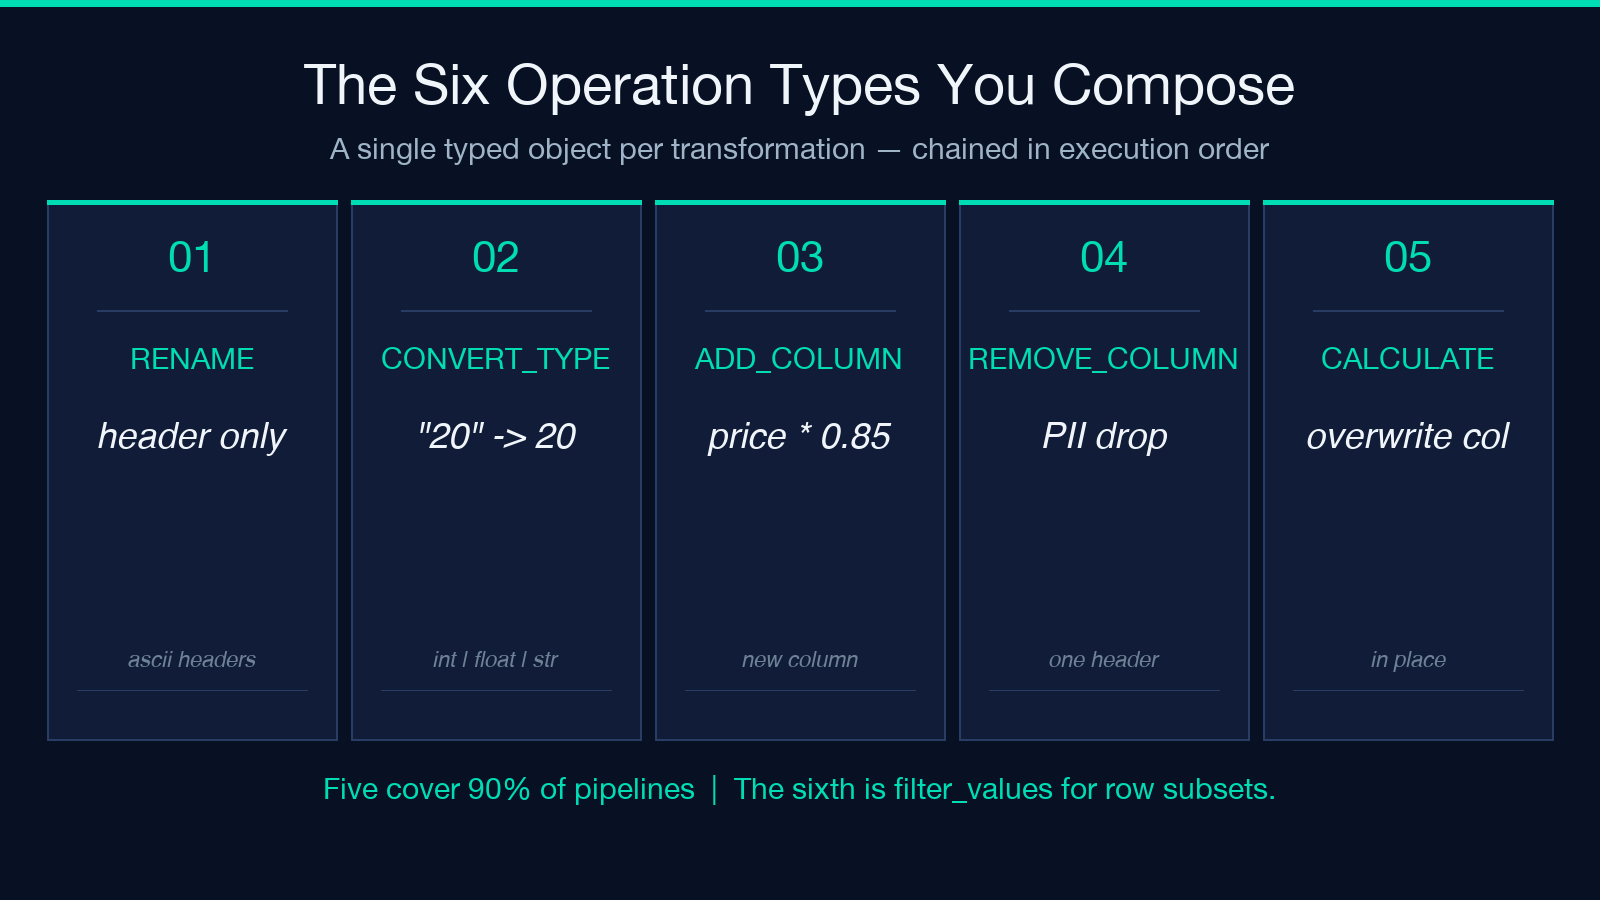 The Six Operation Types You Compose
A single typed object per transformation — chained in execution order
01
RENAME
header only
ascii headers
02
CONVERT_TYPE
"20" -> 20
int | float | str
03
ADD_COLUMN
price * 0.85
new column
04
REMOVE_COLUMN
PII drop
one header
05
CALCULATE
overwrite col
in place
Five cover 90% of pipelines | The sixth is filter_values for row subsets.